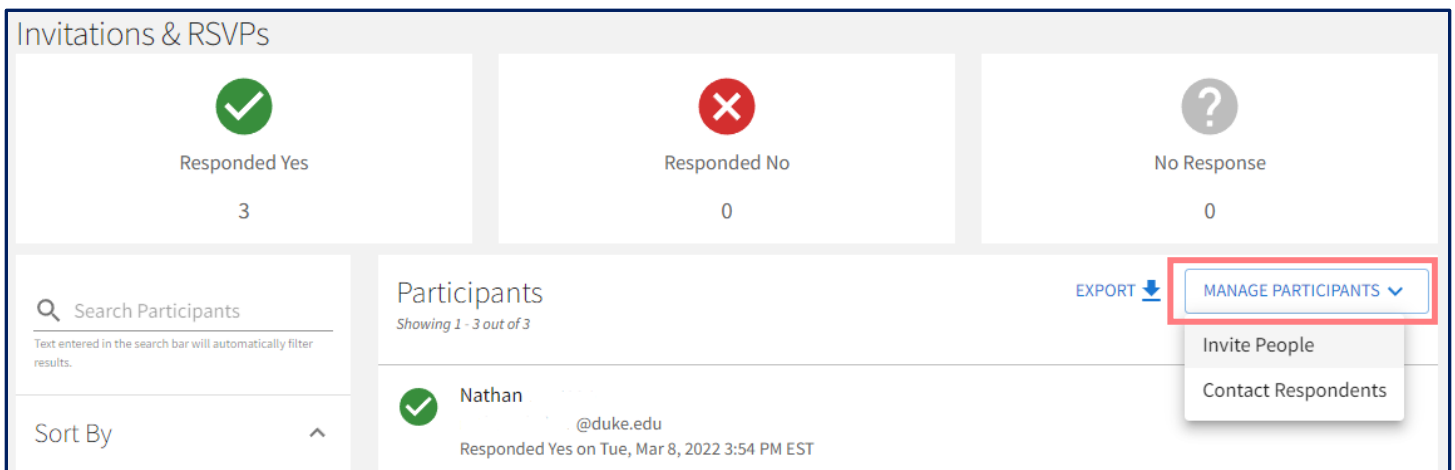 Invitations & RSVPs
Responded Yes
3
Responded No
0
No Response
0
Search Participants
Text entered in the search bar will automatically filter
results.
Sort By
Participants
Showing 1 - 3 out of 3
EXPORT
MANAGE PARTICIPANTS
Invite People
Contact Respondents
Nathan
@duke.edu
Responded Yes on Tue, Mar 8, 2022 3:54 PM EST